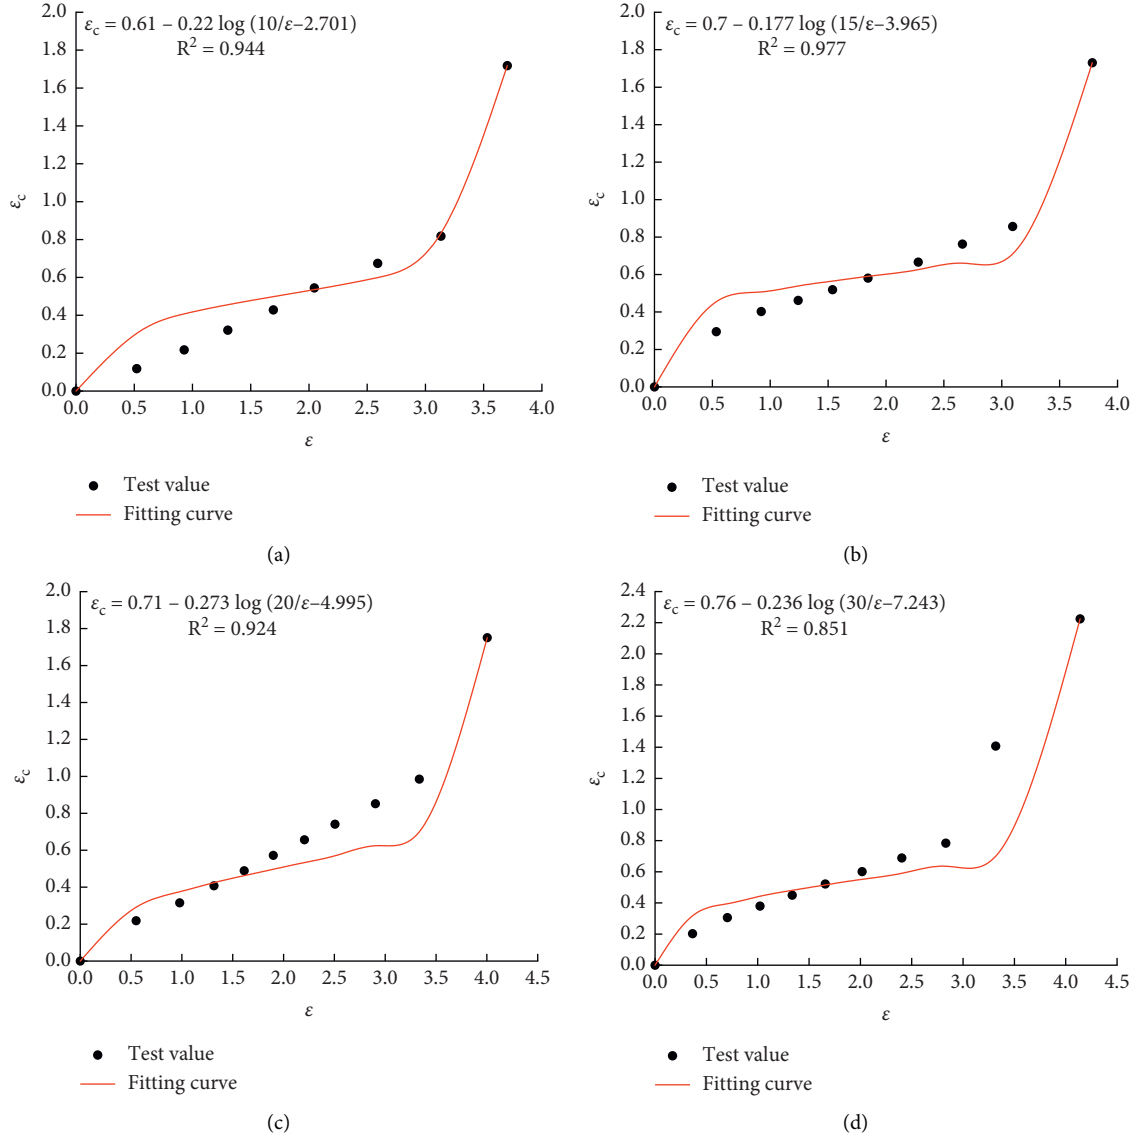 ε_c = 0.61 – 0.22 log (10/ε–2.701)
R² = 0.944
2.0
1.8
1.6
1.4
1.2
1.0
0.8
0.6
0.4
0.2
0.0
ε_c
0.0 0.5 1.0 1.5 2.0 2.5 3.0 3.5 4.0
ε
Test value
Fitting curve
(a)
ε_c = 0.7 – 0.177 log (15/ε–3.965)
R² = 0.977
2.0
1.8
1.6
1.4
1.2
1.0
0.8
0.6
0.4
0.2
0.0
ε_c
0.0 0.5 1.0 1.5 2.0 2.5 3.0 3.5 4.0
ε
Test value
Fitting curve
(b)
ε_c = 0.71 – 0.273 log (20/ε–4.995)
R² = 0.924
2.0
1.8
1.6
1.4
1.2
1.0
0.8
0.6
0.4
0.2
0.0
ε_c
0.0 0.5 1.0 1.5 2.0 2.5 3.0 3.5 4.0 4.5
ε
Test value
Fitting curve
(c)
ε_c = 0.76 – 0.236 log (30/ε–7.243)
R² = 0.851
2.4
2.2
2.0
1.8
1.6
1.4
1.2
1.0
0.8
0.6
0.4
0.2
0.0
ε_c
0.0 0.5 1.0 1.5 2.0 2.5 3.0 3.5 4.0 4.5
ε
Test value
Fitting curve
(d)